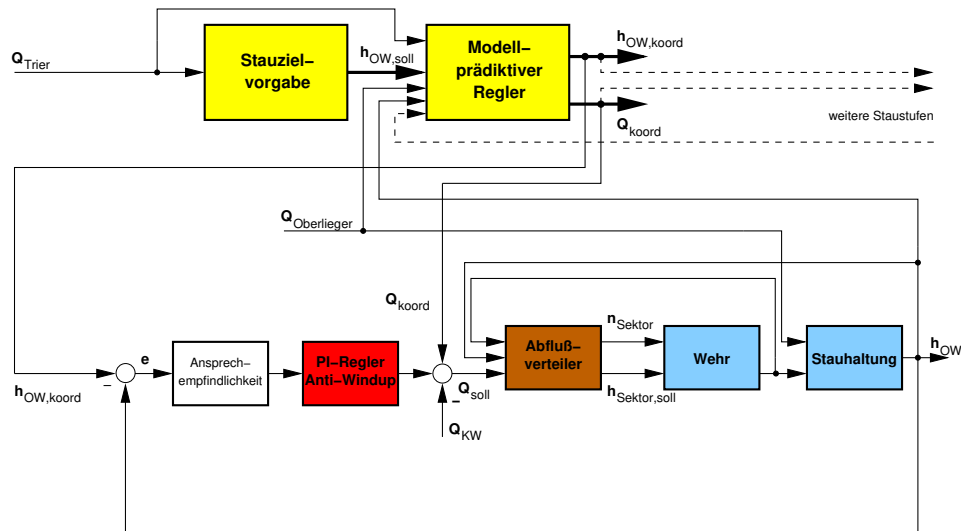 h_OW,koord
Q_Trier
Stauziel–
vorgabe
h_OW,soll
Modell–
prädiktiver
Regler
Q_koord
weitere Staustufen
Q_Oberlieger
Q_koord
e
Ansprech–
empfindlichkeit
PI–Regler
Anti–Windup
Q_soll
Abfluß–
verteiler
n_Sektor
h_Sektor,soll
Wehr
Stauhaltung
h_OW
–
h_OW,koord
–
Q_KW